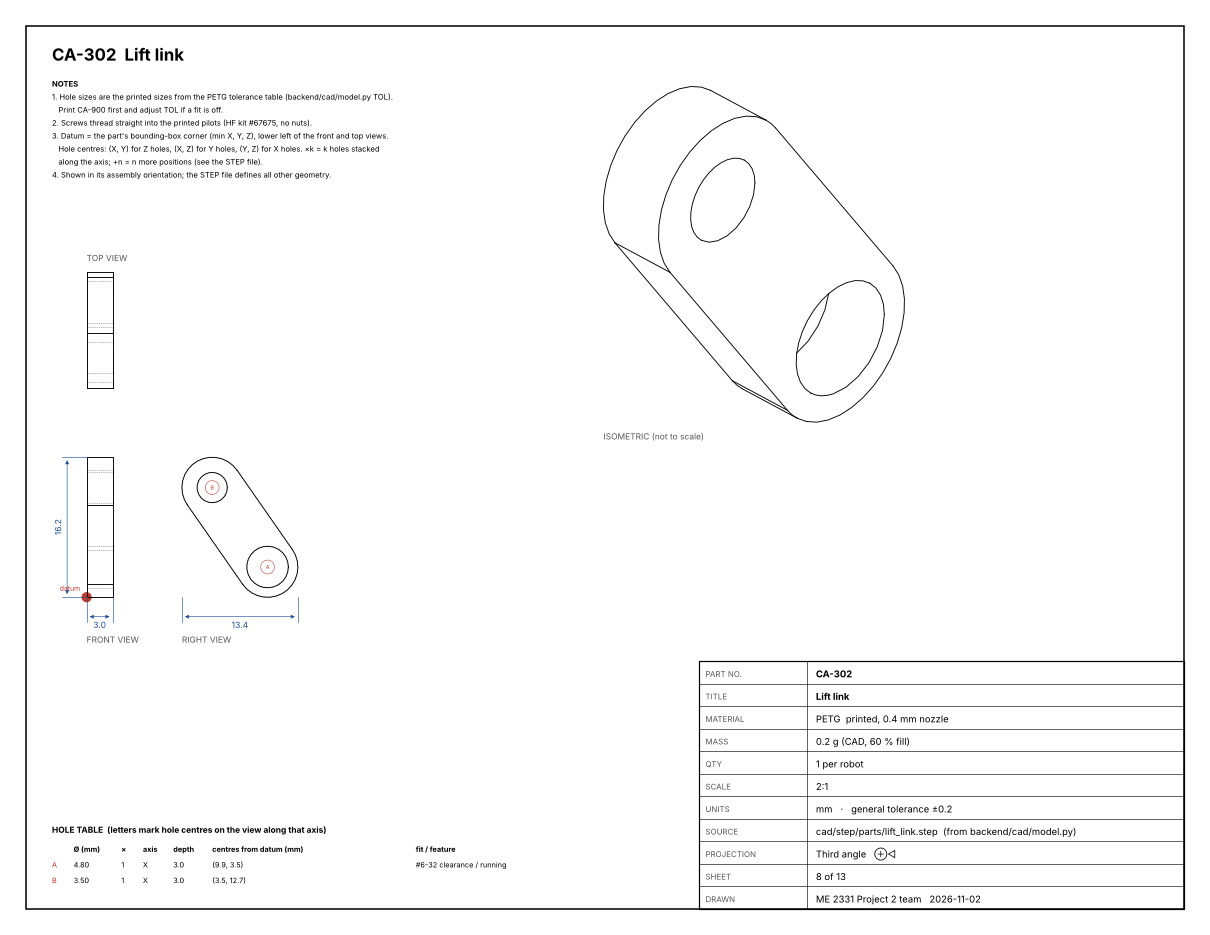 CA-302 Lift link
NOTES
1. Hole sizes are the printed sizes from the PETG tolerance table (backend/cad/model.py TOL).
Print CA-900 first and adjust TOL if a fit is off.
2. Screws thread straight into the printed pilots (HF kit #67675, no nuts).
3. Datum = the part's bounding-box corner (min X, Y, Z), lower left of the front and top views.
Hole centres: (X, Y) for Z holes, (X, Z) for Y holes, (Y, Z) for X holes. ×k = k holes stacked
along the axis; +n = n more positions (see the STEP file).
4. Shown in its assembly orientation; the STEP file defines all other geometry.
TOP VIEW
ISOMETRIC (not to scale)
16.2
B
A
datum
3.0
13.4
FRONT VIEW
RIGHT VIEW
PART NO. CA-302
TITLE Lift link
MATERIAL PETG printed, 0.4 mm nozzle
MASS 0.2 g (CAD, 60 % fill)
QTY 1 per robot
SCALE 2:1
UNITS mm · general tolerance ±0.2
SOURCE cad/step/parts/lift_link.step (from backend/cad/model.py)
PROJECTION Third angle
SHEET 8 of 13
DRAWN ME 2331 Project 2 team 2026-11-02
HOLE TABLE (letters mark hole centres on the view along that axis)
Ø (mm) × axis depth centres from datum (mm) fit / feature
A 4.80 1 X 3.0 (9.9, 3.5) #6-32 clearance / running
B 3.50 1 X 3.0 (3.5, 12.7)